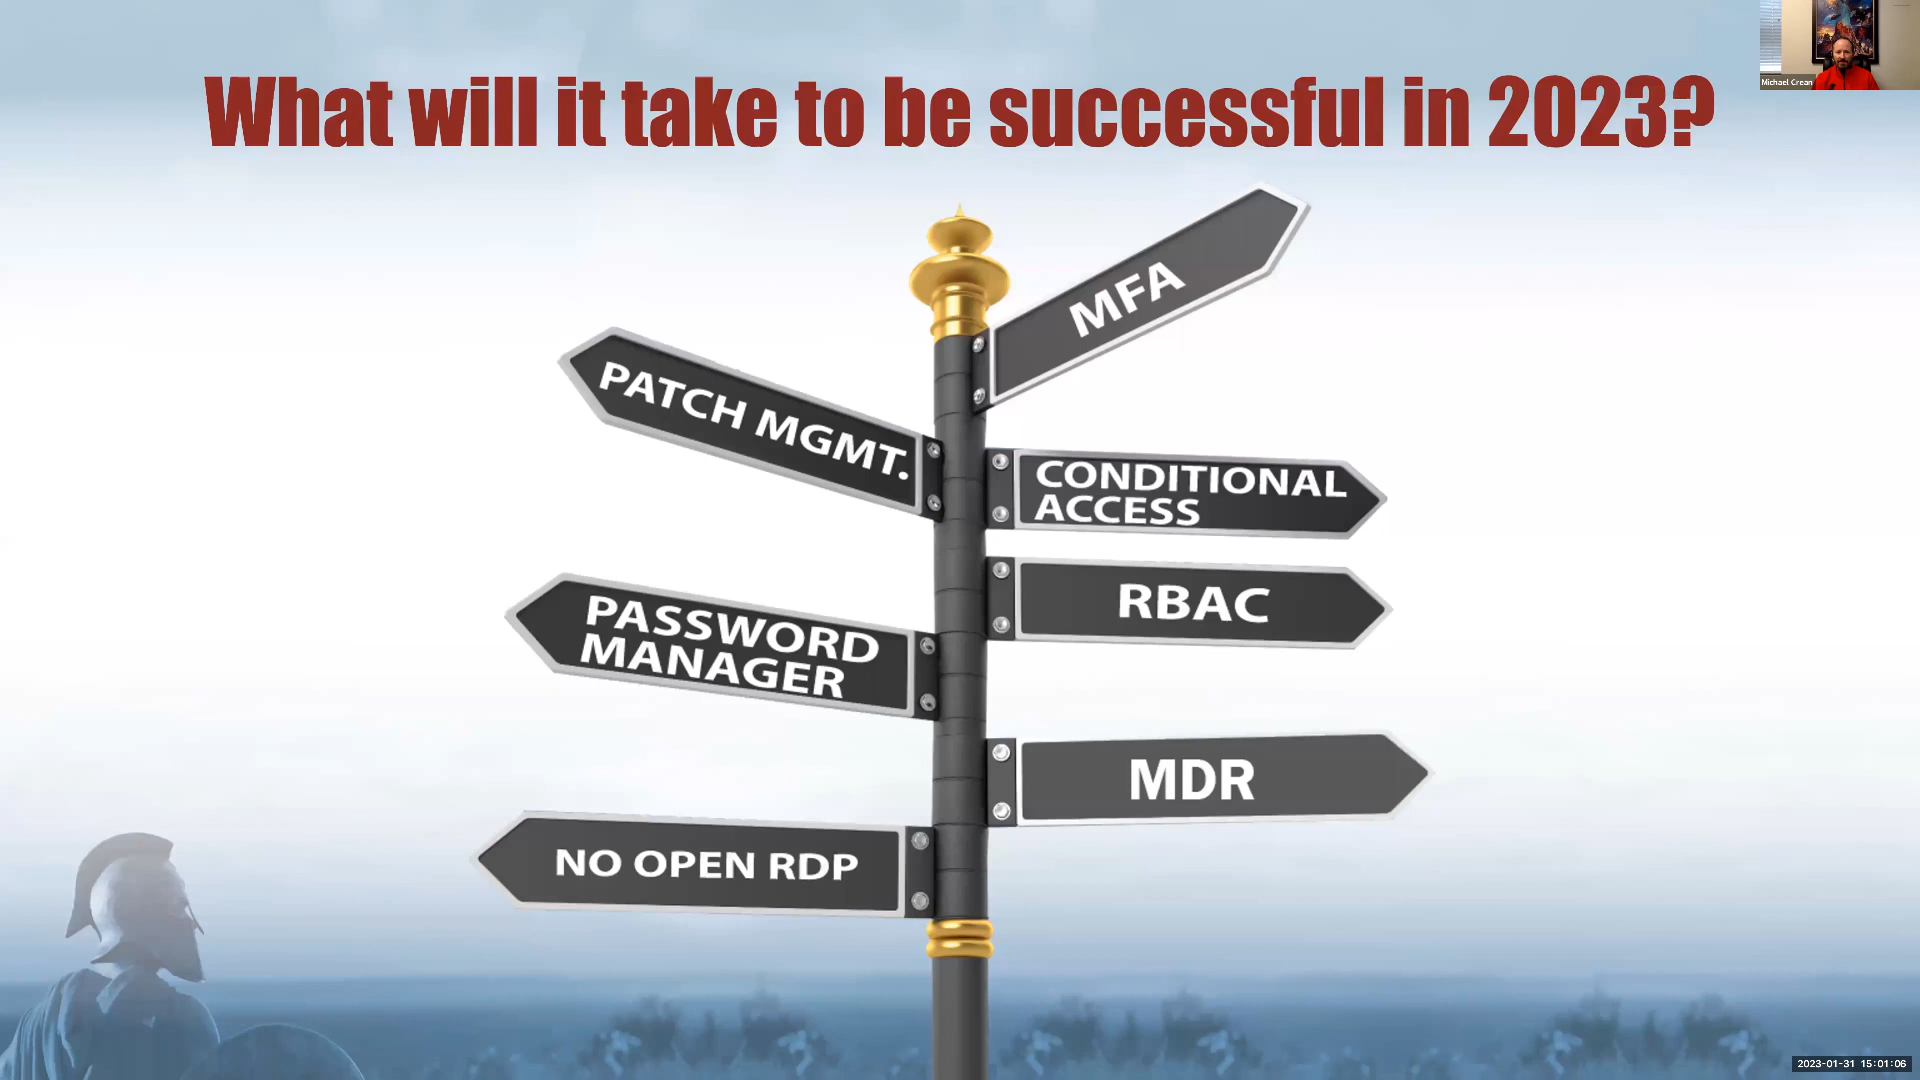 What will it take to be successful in 2023?
Michael Crean
MFA
PATCH MGMT.
CONDITIONAL
ACCESS
RBAC
PASSWORD
MANAGER
MDR
NO OPEN RDP
2023-01-31 15:01:06